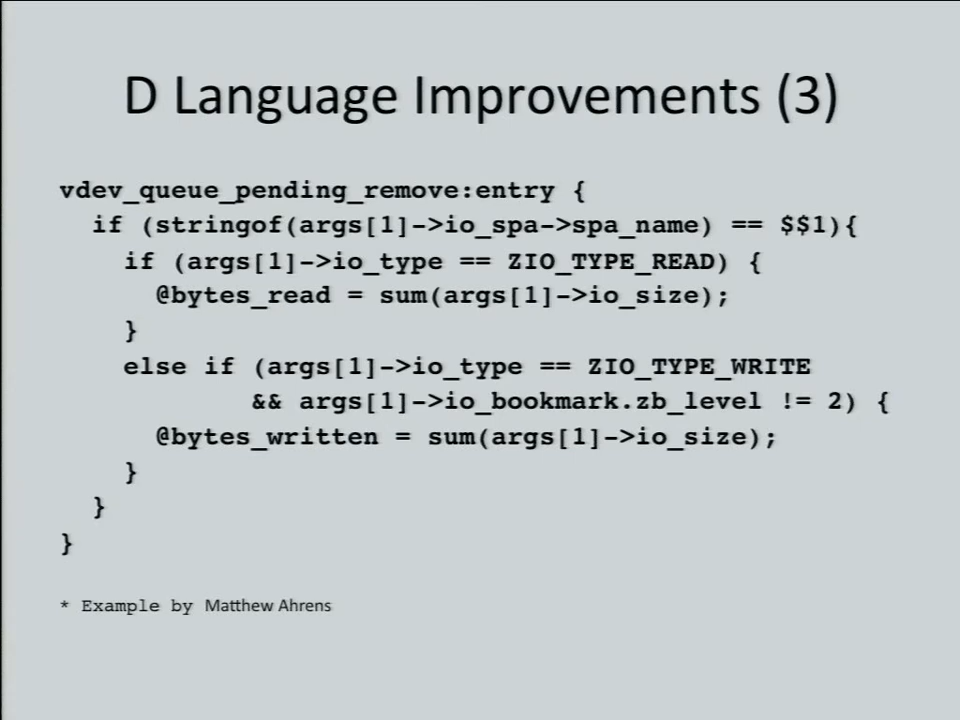 D Language Improvements (3)
vdev_queue_pending_remove:entry {
  if (stringof(args[1]->io_spa->spa_name) == $$1){
    if (args[1]->io_type == ZIO_TYPE_READ) {
      @bytes_read = sum(args[1]->io_size);
    }
    else if (args[1]->io_type == ZIO_TYPE_WRITE
            && args[1]->io_bookmark.zb_level != 2) {
      @bytes_written = sum(args[1]->io_size);
    }
  }
}
* Example by Matthew Ahrens